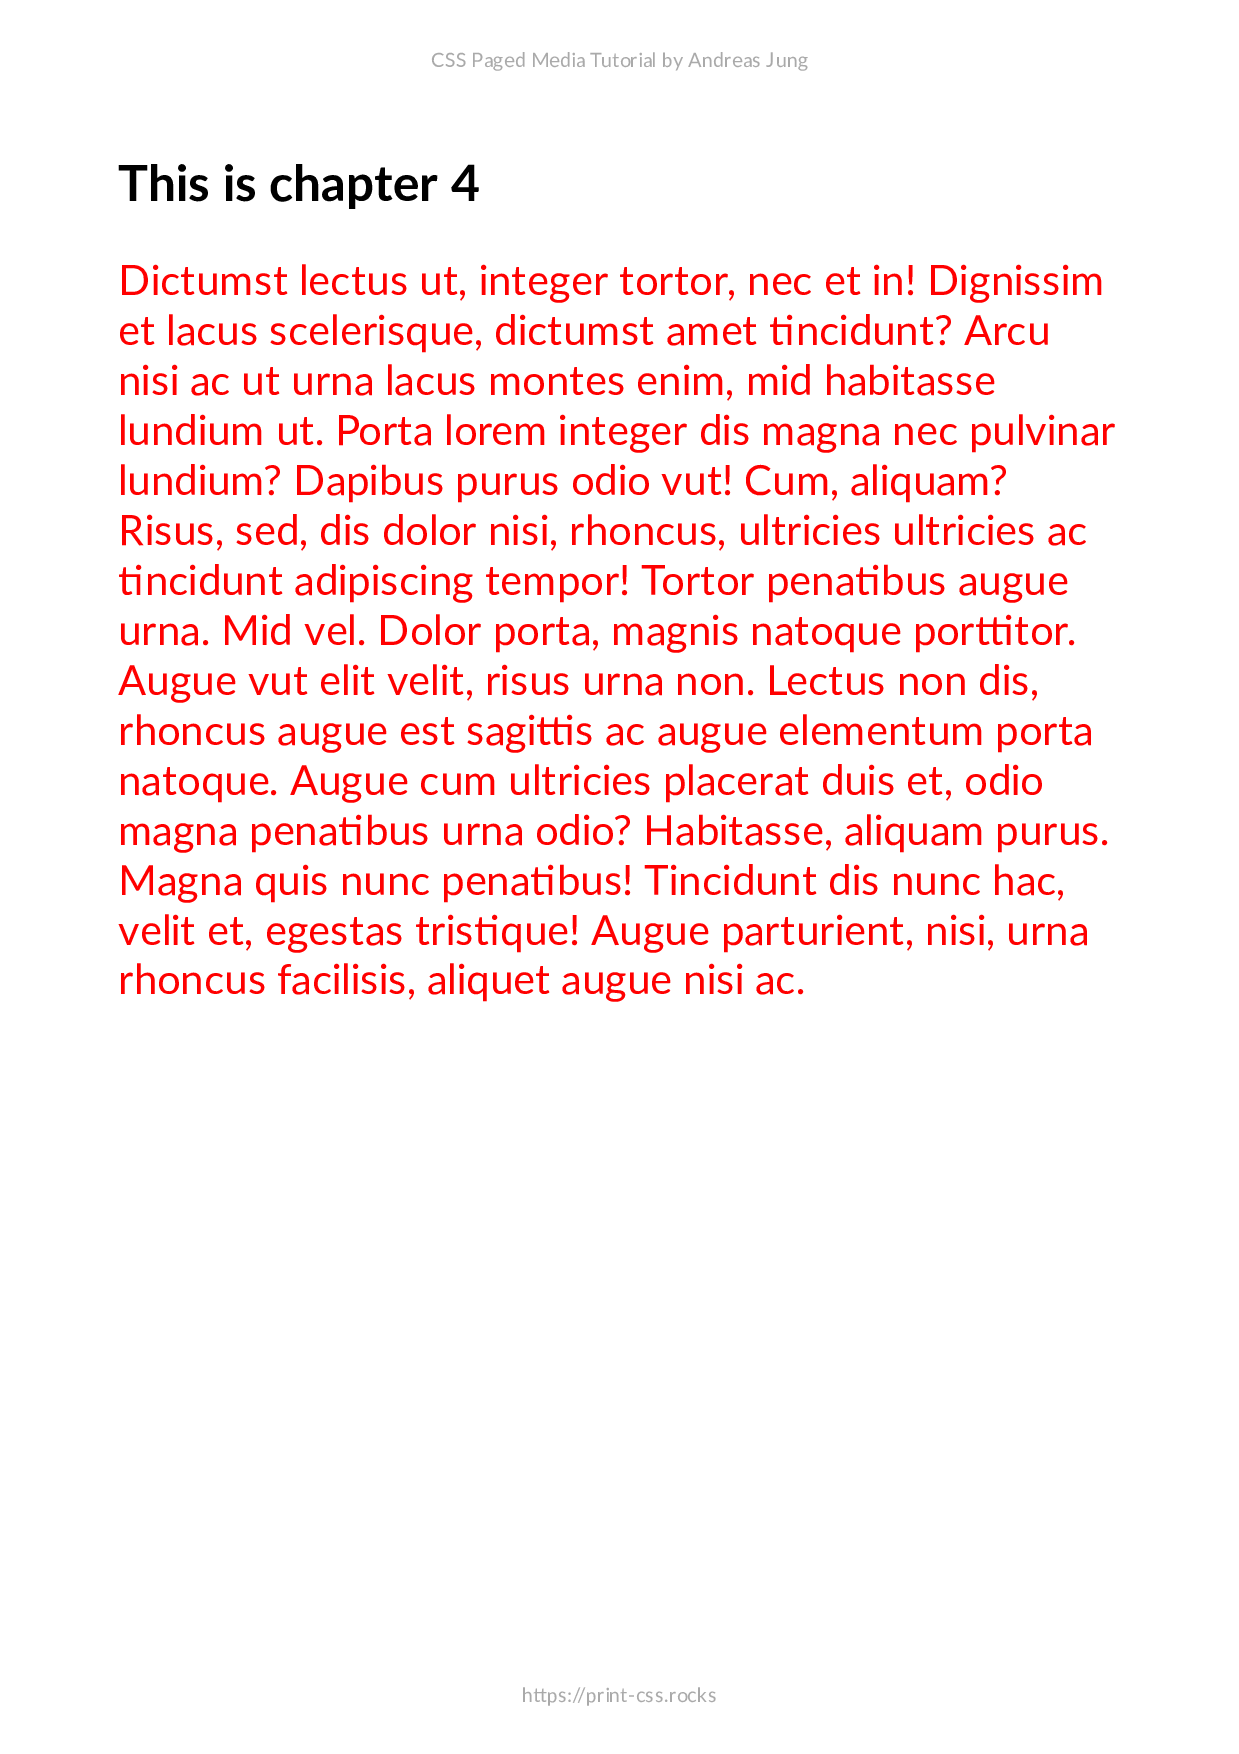 CSS Paged Media Tutorial by Andreas Jung
This is chapter 4
Dictumst lectus ut, integer tortor, nec et in! Dignissim
et lacus scelerisque, dictumst amet tincidunt? Arcu
nisi ac ut urna lacus montes enim, mid habitasse
lundium ut. Porta lorem integer dis magna nec pulvinar
lundium? Dapibus purus odio vut! Cum, aliquam?
Risus, sed, dis dolor nisi, rhoncus, ultricies ultricies ac
tincidunt adipiscing tempor! Tortor penatibus augue
urna. Mid vel. Dolor porta, magnis natoque porttitor.
Augue vut elit velit, risus urna non. Lectus non dis,
rhoncus augue est sagittis ac augue elementum porta
natoque. Augue cum ultricies placerat duis et, odio
magna penatibus urna odio? Habitasse, aliquam purus.
Magna quis nunc penatibus! Tincidunt dis nunc hac,
velit et, egestas tristique! Augue parturient, nisi, urna
rhoncus facilisis, aliquet augue nisi ac.
https://print-css.rocks